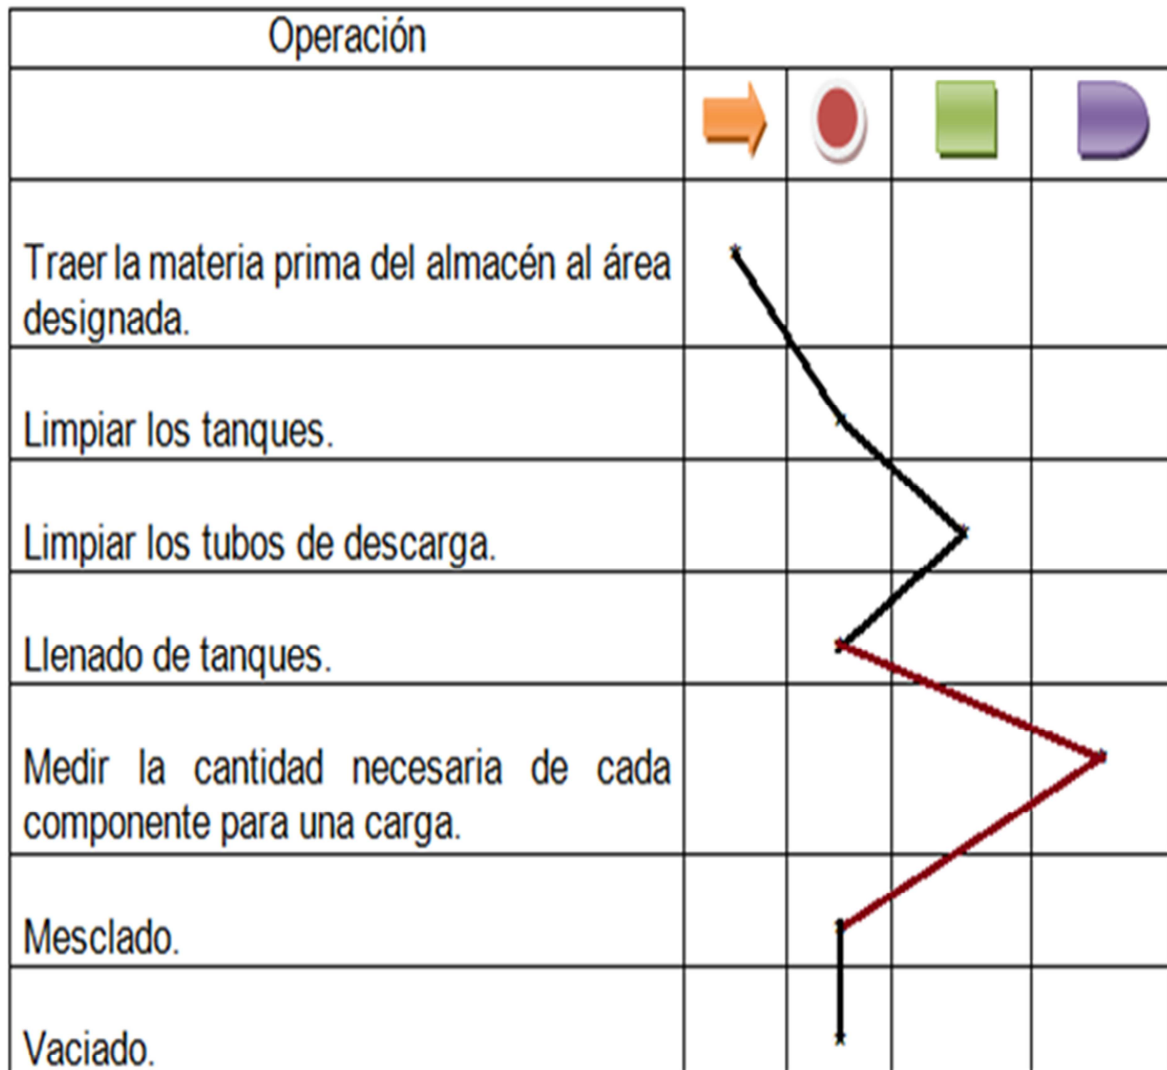 Operación
Traer la materia prima del almacén al área
designada.
Limpiar los tanques.
Limpiar los tubos de descarga.
Llenado de tanques.
Medir la cantidad necesaria de cada
componente para una carga.
Mesclado.
Vaciado.